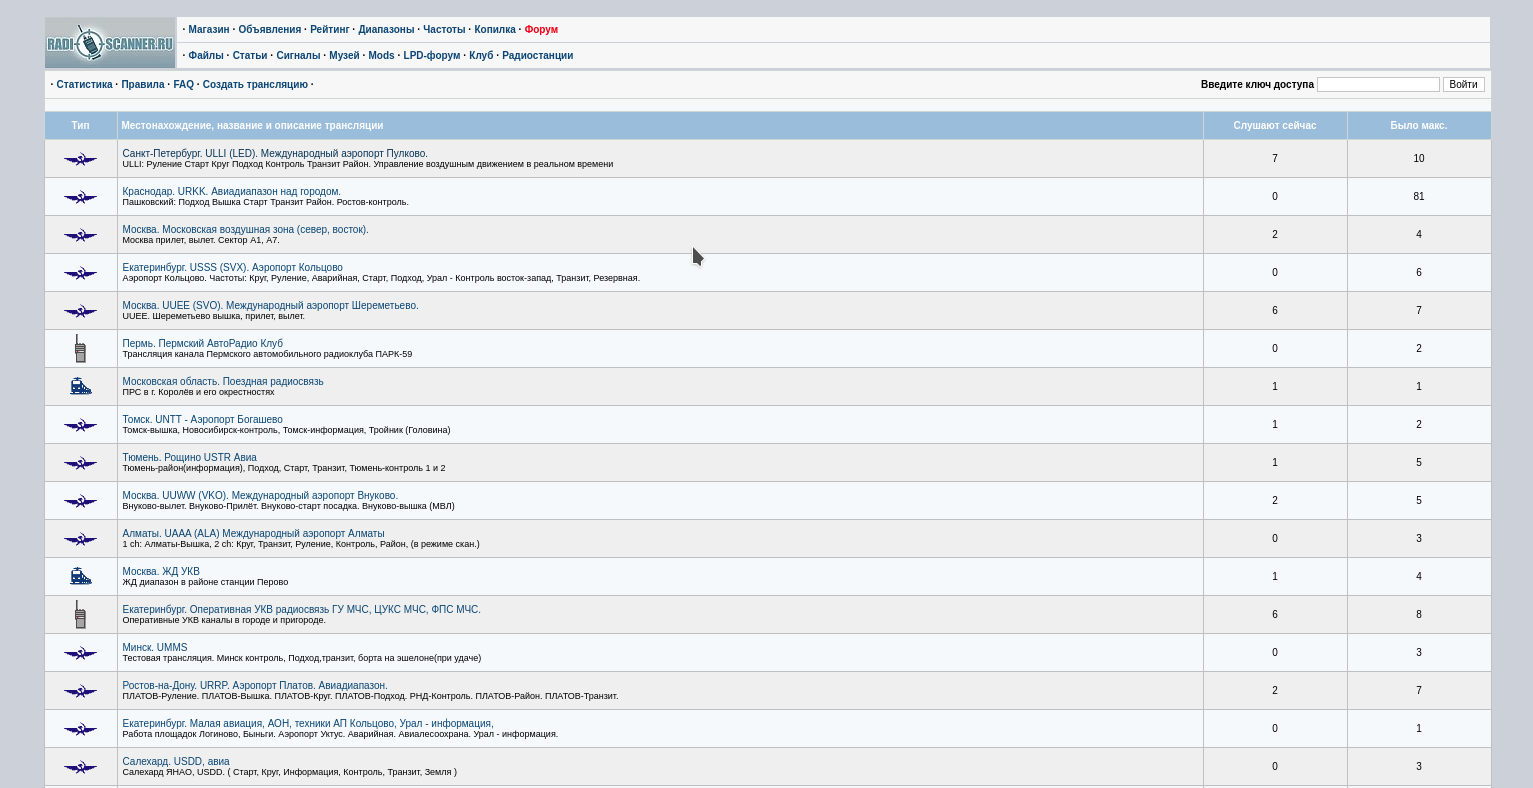 RADIOSCANNER.RU
· Магазин · Объявления · Рейтинг · Диапазоны · Частоты · Копилка · Форум
· Файлы · Статьи · Сигналы · Музей · Mods · LPD-форум · Клуб · Радиостанции
· Статистика · Правила · FAQ · Создать трансляцию · Введите ключ доступа Войти
Тип Местонахождение, название и описание трансляции Слушают сейчас Было макс.
Санкт-Петербург. ULLI (LED). Международный аэропорт Пулково.
ULLI: Руление Старт Круг Подход Контроль Транзит Район. Управление воздушным движением в реальном времени
7 10
Краснодар. URKK. Авиадиапазон над городом.
Пашковский: Подход Вышка Старт Транзит Район. Ростов-контроль.
0 81
Москва. Московская воздушная зона (север, восток).
Москва прилет, вылет. Сектор А1, А7.
2 4
Екатеринбург. USSS (SVX). Аэропорт Кольцово
Аэропорт Кольцово. Частоты: Круг, Руление, Аварийная, Старт, Подход, Урал - Контроль восток-запад, Транзит, Резервная.
0 6
Москва. UUEE (SVO). Международный аэропорт Шереметьево.
UUEE. Шереметьево вышка, прилет, вылет.
6 7
Пермь. Пермский АвтоРадио Клуб
Трансляция канала Пермского автомобильного радиоклуба ПАРК-59
0 2
Московская область. Поездная радиосвязь
ПРС в г. Королёв и его окрестностях
1 1
Томск. UNTT - Аэропорт Богашево
Томск-вышка, Новосибирск-контроль, Томск-информация, Тройник (Головина)
1 2
Тюмень. Рощино USTR Авиа
Тюмень-район(информация), Подход, Старт, Транзит, Тюмень-контроль 1 и 2
1 5
Москва. UUWW (VKO). Международный аэропорт Внуково.
Внуково-вылет. Внуково-Прилёт. Внуково-старт посадка. Внуково-вышка (МВЛ)
2 5
Алматы. UAAA (ALA) Международный аэропорт Алматы
1 ch: Алматы-Вышка, 2 ch: Круг, Транзит, Руление, Контроль, Район, (в режиме скан.)
0 3
Москва. ЖД УКВ
ЖД диапазон в районе станции Перово
1 4
Екатеринбург. Оперативная УКВ радиосвязь ГУ МЧС, ЦУКС МЧС, ФПС МЧС.
Оперативные УКВ каналы в городе и пригороде.
6 8
Минск. UMMS
Тестовая трансляция. Минск контроль, Подход,транзит, борта на эшелоне(при удаче)
0 3
Ростов-на-Дону. URRP. Аэропорт Платов. Авиадиапазон.
ПЛАТОВ-Руление. ПЛАТОВ-Вышка. ПЛАТОВ-Круг. ПЛАТОВ-Подход. РНД-Контроль. ПЛАТОВ-Район. ПЛАТОВ-Транзит.
2 7
Екатеринбург. Малая авиация, АОН, техники АП Кольцово, Урал - информация,
Работа площадок Логиново, Быньги. Аэропорт Уктус. Аварийная. Авиалесоохрана. Урал - информация.
0 1
Салехард. USDD, авиа
Салехард ЯНАО, USDD. ( Старт, Круг, Информация, Контроль, Транзит, Земля )
0 3